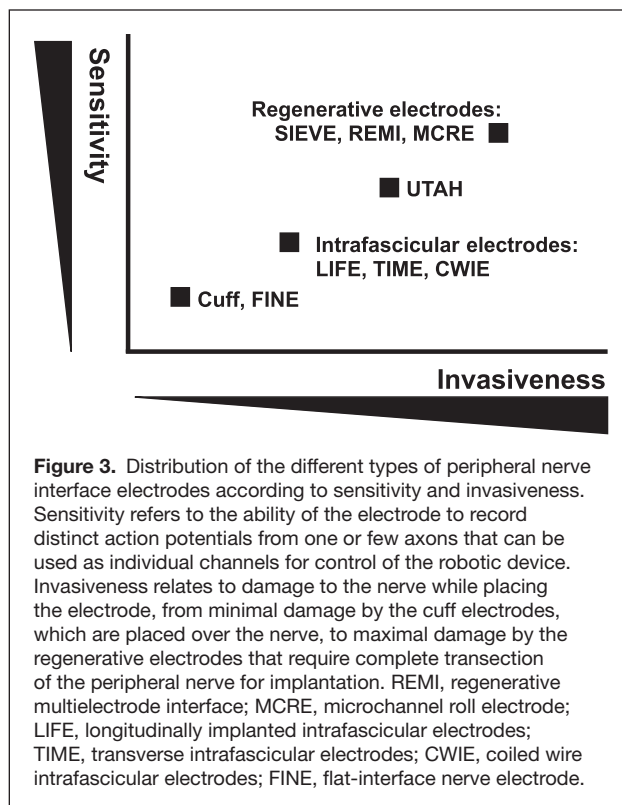 Sensitivity
Regenerative electrodes:
SIEVE, REMI, MCRE
UTAH
Intrafascicular electrodes:
LIFE, TIME, CWIE
Cuff, FINE
Invasiveness
Figure 3. Distribution of the different types of peripheral nerve
interface electrodes according to sensitivity and invasiveness.
Sensitivity refers to the ability of the electrode to record
distinct action potentials from one or few axons that can be
used as individual channels for control of the robotic device.
Invasiveness relates to damage to the nerve while placing
the electrode, from minimal damage by the cuff electrodes,
which are placed over the nerve, to maximal damage by the
regenerative electrodes that require complete transection
of the peripheral nerve for implantation. REMI, regenerative
multielectrode interface; MCRE, microchannel roll electrode;
LIFE, longitudinally implanted intrafascicular electrodes;
TIME, transverse intrafascicular electrodes; CWIE, coiled wire
intrafascicular electrodes; FINE, flat-interface nerve electrode.